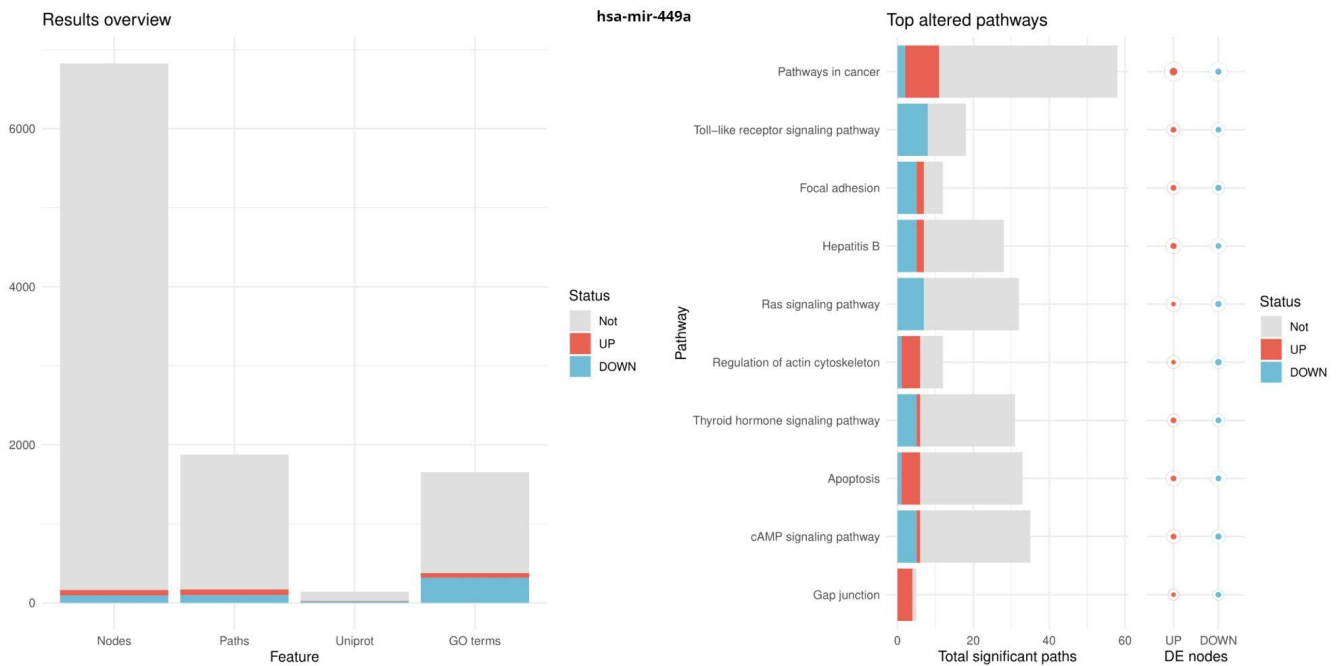 hsa-mir-449a
Results overview
6000
4000
2000
0
Nodes
Paths
Uniprot
GO terms
Feature
Status
Not
UP
DOWN
Top altered pathways
Pathway
Pathways in cancer
Toll−like receptor signaling pathway
Focal adhesion
Hepatitis B
Ras signaling pathway
Regulation of actin cytoskeleton
Thyroid hormone signaling pathway
Apoptosis
cAMP signaling pathway
Gap junction
0
20
40
60
Total significant paths
UP
DOWN
DE nodes
Status
Not
UP
DOWN